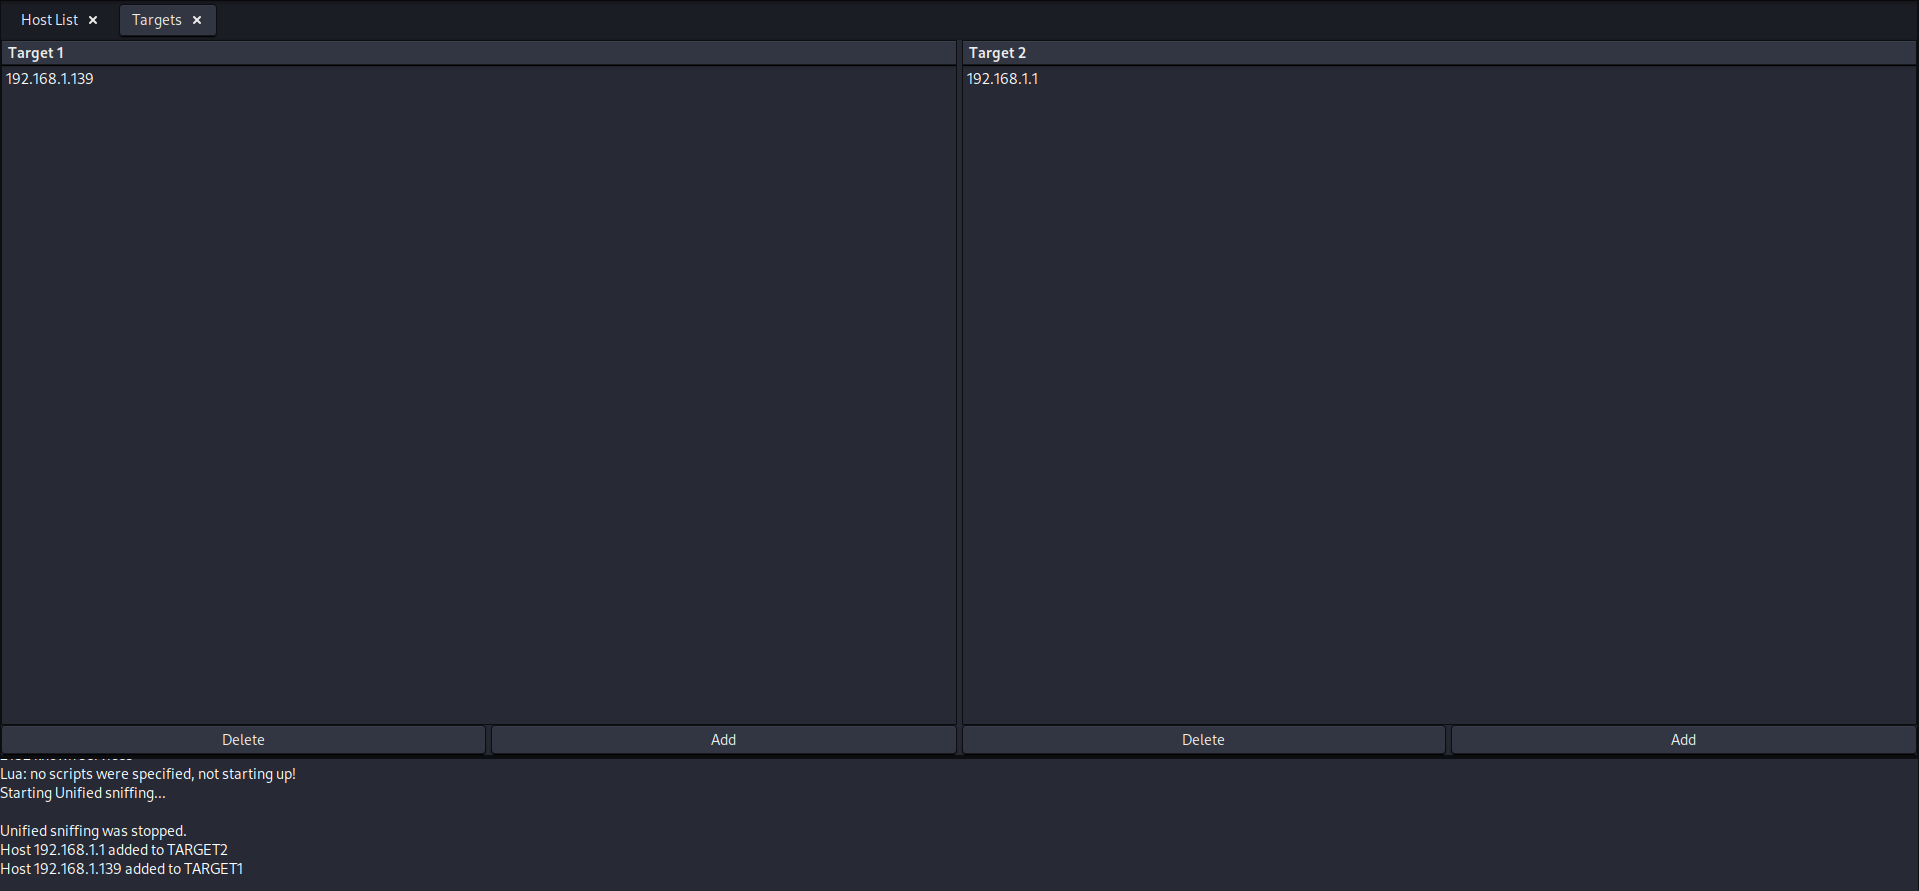 Host List ×
Targets ×
Target 1
Target 2
192.168.1.139
192.168.1.1
Delete
Add
Delete
Add
Lua: no scripts were specified, not starting up!
Starting Unified sniffing...
Unified sniffing was stopped.
Host 192.168.1.1 added to TARGET2
Host 192.168.1.139 added to TARGET1